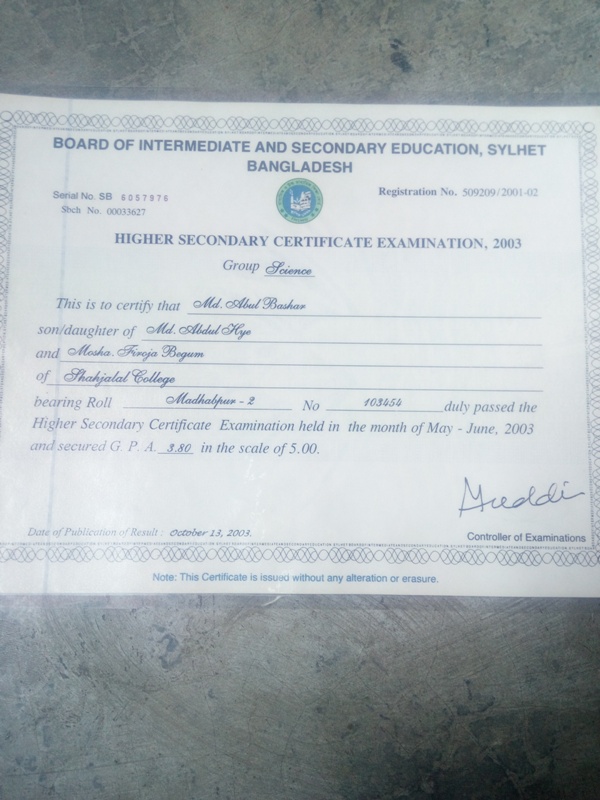 BOARD OF INTERMEDIATE AND SECONDARY EDUCATION, SYLHET
BANGLADESH
Serial No. SB 6057976
Registration No. 509209/2001-02
Sbch No. 00033627
HIGHER SECONDARY CERTIFICATE EXAMINATION, 2003
Group Science
This is to certify that Md. Abul Bashar
son/daughter of Md. Abdul Hye
and Mosha. Firoja Begum
of Shahjalal College
bearing Roll Madhabpur - 2 No 103454 duly passed the
Higher Secondary Certificate Examination held in the month of May - June, 2003
and secured G. P. A. 3.80 in the scale of 5.00.
Date of Publication of Result : October 13, 2003.
Controller of Examinations
Note: This Certificate is issued without any alteration or erasure.